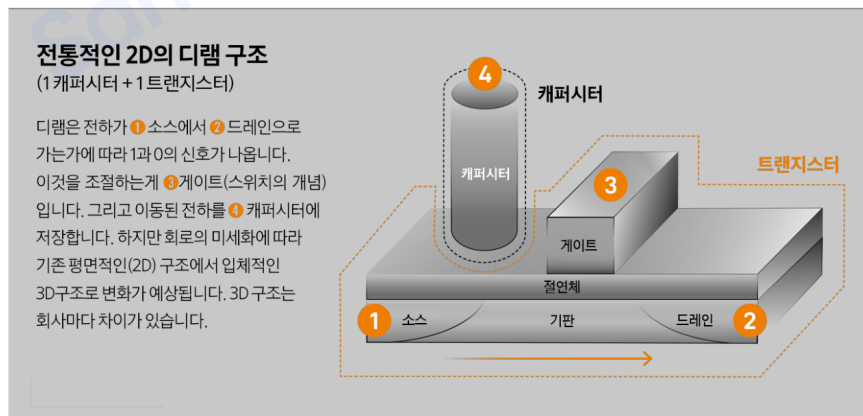 전통적인 2D의 디램 구조
(1 캐퍼시터 + 1 트랜지스터)
디램은 전하가 1 소스에서 2 드레인으로
가는가에 따라 1과 0의 신호가 나옵니다.
이것을 조절하는게 3게이트(스위치의 개념)
입니다. 그리고 이동된 전하를 4 캐퍼시터에
저장합니다. 하지만 회로의 미세화에 따라
기존 평면적인(2D) 구조에서 입체적인
3D구조로 변화가 예상됩니다. 3D 구조는
회사마다 차이가 있습니다.
4
캐퍼시터
캐퍼시터
트랜지스터
3
게이트
절연체
1 소스 기판 드레인 2